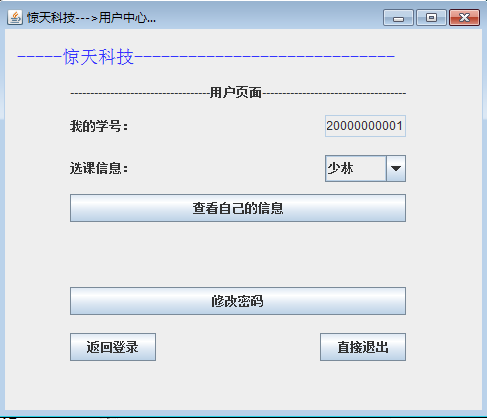 惊天科技--->用户中心...
-----惊天科技-----------------------------
-----------------------------------用户页面------------------------------------
我的学号： 20000000001
选课信息： 少林
查看自己的信息
修改密码
返回登录 直接退出